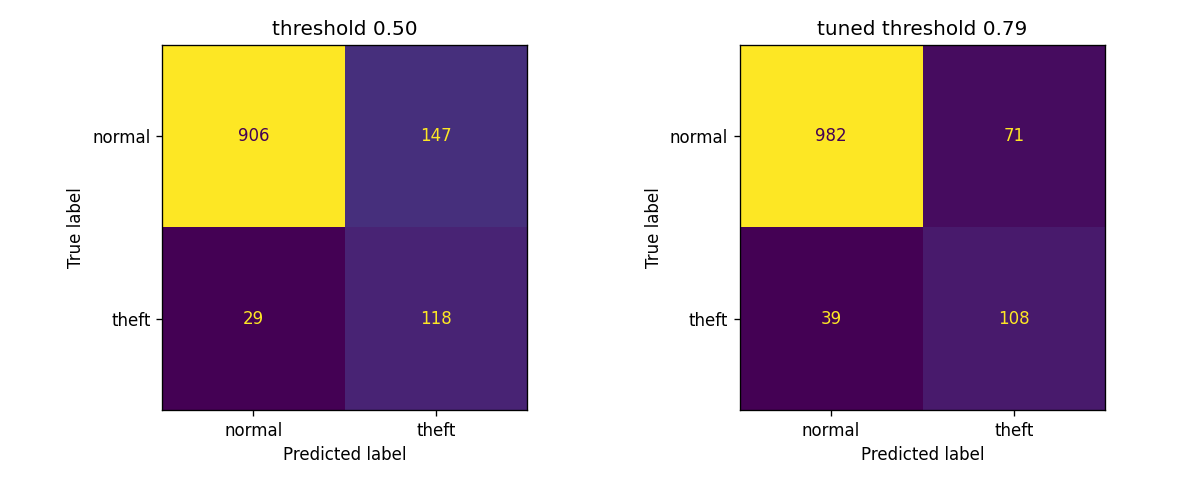 threshold 0.50
normal
906
147
theft
29
118
normal
theft
True label
Predicted label
tuned threshold 0.79
normal
982
71
theft
39
108
normal
theft
True label
Predicted label